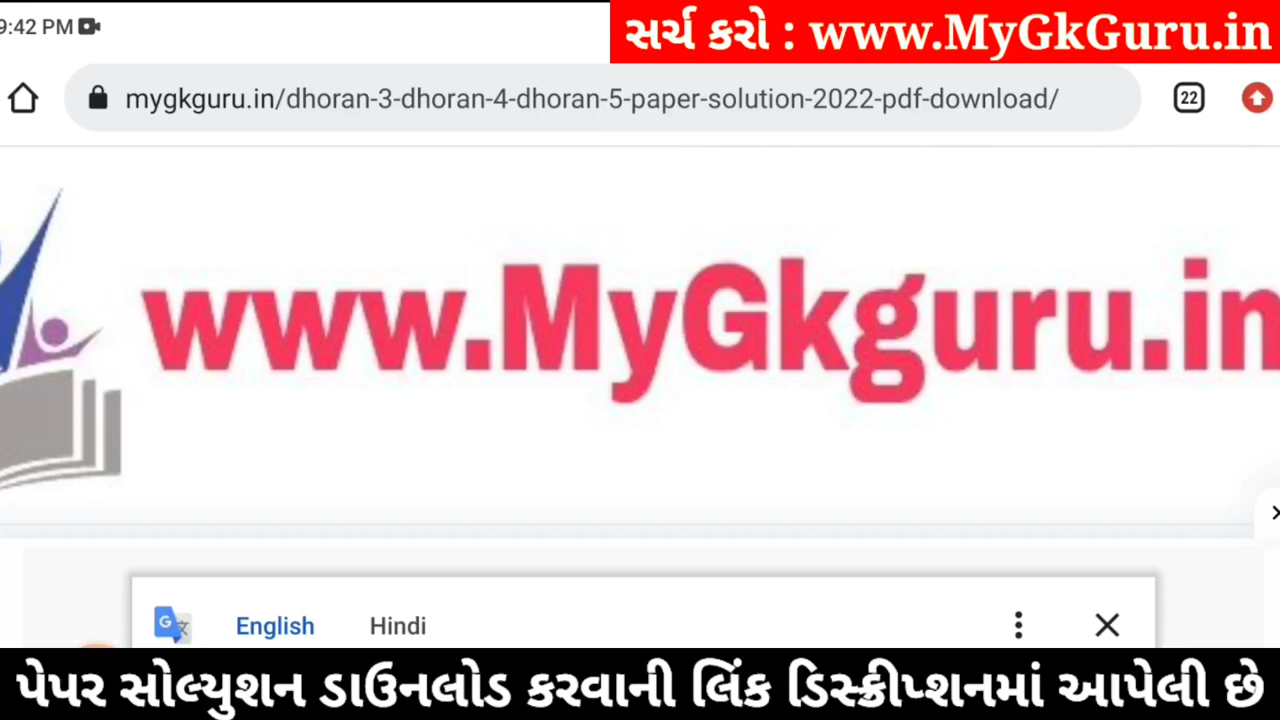 9:42 PM
સર્ચ કરો : www.MyGkGuru.in
mygkguru.in/dhoran-3-dhoran-4-dhoran-5-paper-solution-2022-pdf-download/
22
www.MyGkguru.in
English Hindi
પેપર સોલ્યુશન ડાઉનલોડ કરવાની લિંક ડિસ્ક્રીપ્શનમાં આપેલી છે